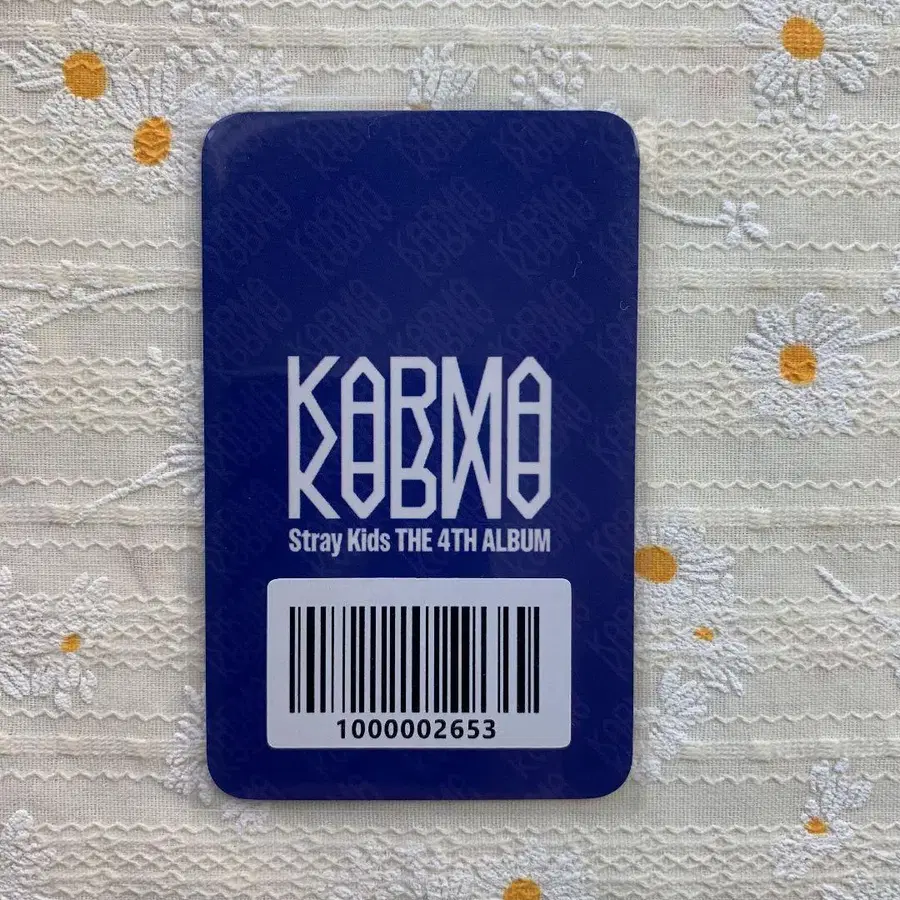 KARMA
Stray Kids THE 4TH ALBUM
1000002653